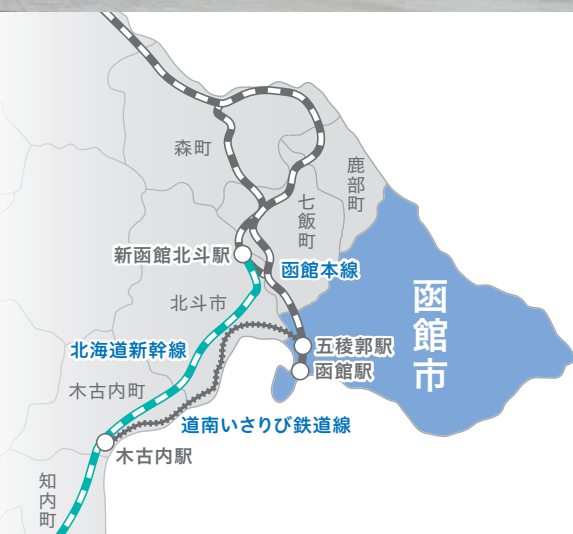 森町
鹿部町
七飯町
新函館北斗駅
函館本線
函館市
北斗市
北海道新幹線
五稜郭駅
函館駅
木古内町
道南いさりび鉄道線
木古内駅
知内町